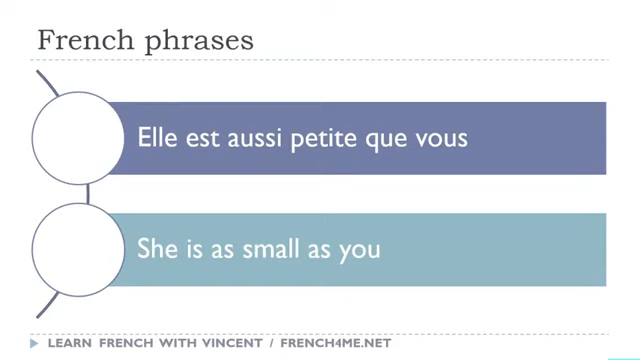 French phrases
Elle est aussi petite que vous
She is as small as you
LEARN FRENCH WITH VINCENT / FRENCH4ME.NET